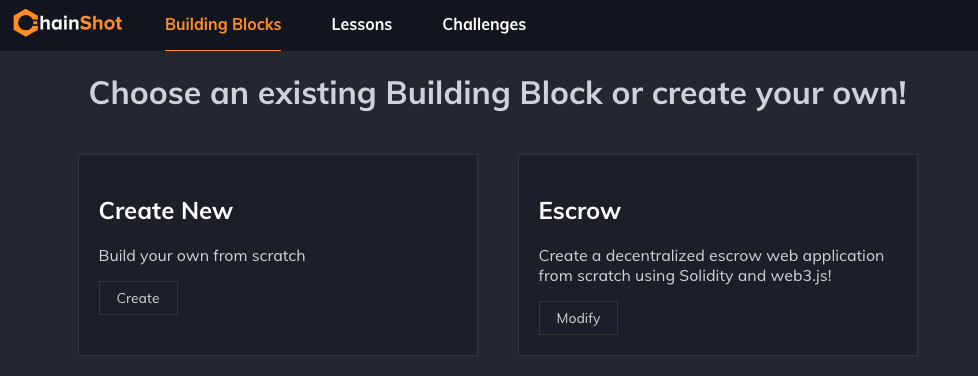 ChainShot
Building Blocks
Lessons
Challenges
Choose an existing Building Block or create your own!
Create New
Build your own from scratch
Create
Escrow
Create a decentralized escrow web application
from scratch using Solidity and web3.js!
Modify